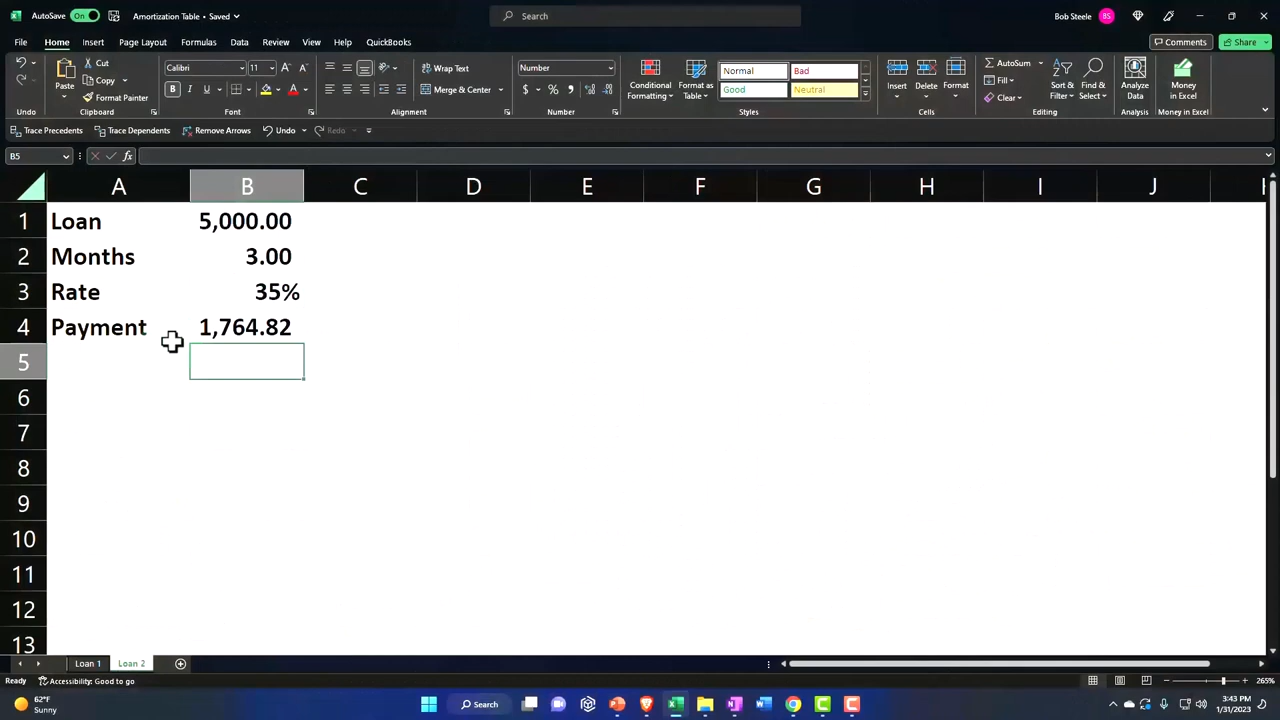 AutoSave On Amortization Table • Saved Search Bob Steele BS
File Home Insert Page Layout Formulas Data Review View Help QuickBooks Comments Share
Cut Calibri 11 Wrap Text Number Normal Bad AutoSum
Paste Copy Conditional Formatting Format as Table Insert Delete Format Fill Sort & Filter Find & Select Analyze Data Money in Excel
Format Painter B I U A Merge & Center $ % Good Neutral Clear
Undo Clipboard Font Alignment Number Styles Cells Editing Analysis Money in Excel
Trace Precedents Trace Dependents Remove Arrows Undo Redo
B5 fx
A B C D E F G H I J
1 Loan 5,000.00
2 Months 3.00
3 Rate 35%
4 Payment 1,764.82
5
6
7
8
9
10
11
12
13
Loan 1 Loan 2
Ready Accessibility: Good to go 265%
62°F Search 3:43 PM
Sunny 1/31/2023